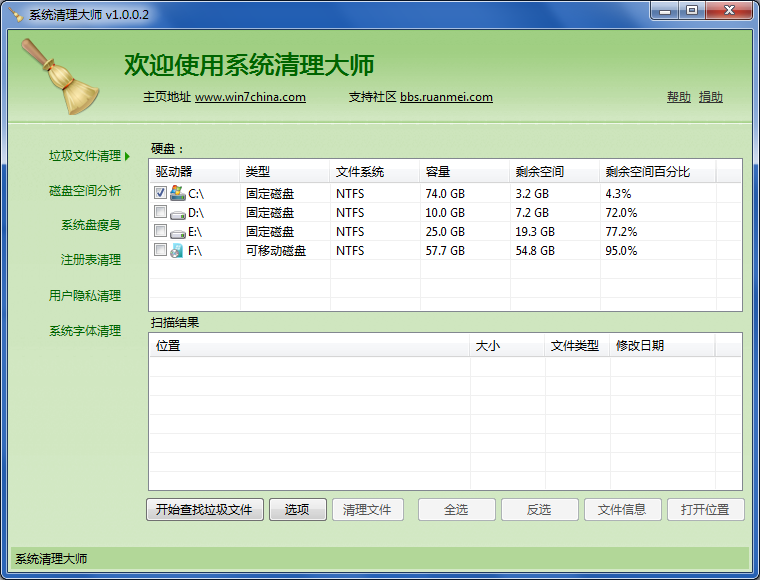 系统清理大师 v1.0.0.2
欢迎使用系统清理大师
主页地址 www.win7china.com 支持社区 bbs.ruanmei.com 帮助 捐助
垃圾文件清理
磁盘空间分析
系统盘瘦身
注册表清理
用户隐私清理
系统字体清理
硬盘：
驱动器 类型 文件系统 容量 剩余空间 剩余空间百分比
C:\ 固定磁盘 NTFS 74.0 GB 3.2 GB 4.3%
D:\ 固定磁盘 NTFS 10.0 GB 7.2 GB 72.0%
E:\ 固定磁盘 NTFS 25.0 GB 19.3 GB 77.2%
F:\ 可移动磁盘 NTFS 57.7 GB 54.8 GB 95.0%
扫描结果
位置 大小 文件类型 修改日期
开始查找垃圾文件 选项 清理文件 全选 反选 文件信息 打开位置
系统清理大师